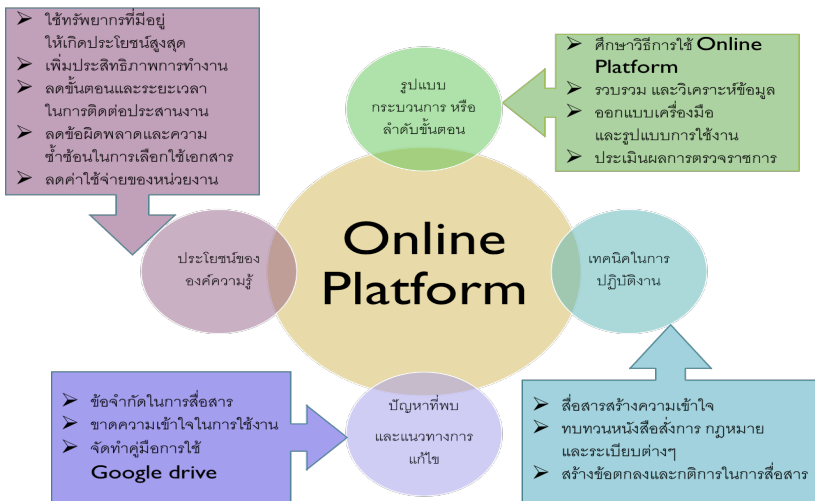 ➢ ใช้ทรัพยากรที่มีอยู่
ให้เกิดประโยชน์สูงสุด
➢ เพิ่มประสิทธิภาพการทำงาน
➢ ลดขั้นตอนและระยะเวลา
ในการติดต่อประสานงาน
➢ ลดข้อผิดพลาดและความ
ซ้ำซ้อนในการเลือกใช้เอกสาร
➢ ลดค่าใช้จ่ายของหน่วยงาน
รูปแบบ
กระบวนการ หรือ
ลำดับขั้นตอน
➢ ศึกษาวิธีการใช้ Online
Platform
➢ รวบรวม และวิเคราะห์ข้อมูล
➢ ออกแบบเครื่องมือ
และรูปแบบการใช้งาน
➢ ประเมินผลการตรวจราชการ
ประโยชน์ของ
องค์ความรู้
Online
Platform
เทคนิคในการ
ปฏิบัติงาน
➢ ข้อจำกัดในการสื่อสาร
➢ ขาดความเข้าใจในการใช้งาน
➢ จัดทำคู่มือการใช้
Google drive
ปัญหาที่พบ
และแนวทางการ
แก้ไข
➢ สื่อสารสร้างความเข้าใจ
➢ ทบทวนหนังสือสั่งการ กฎหมาย
และระเบียบต่างๆ
➢ สร้างข้อตกลงและกติการในการสื่อสาร